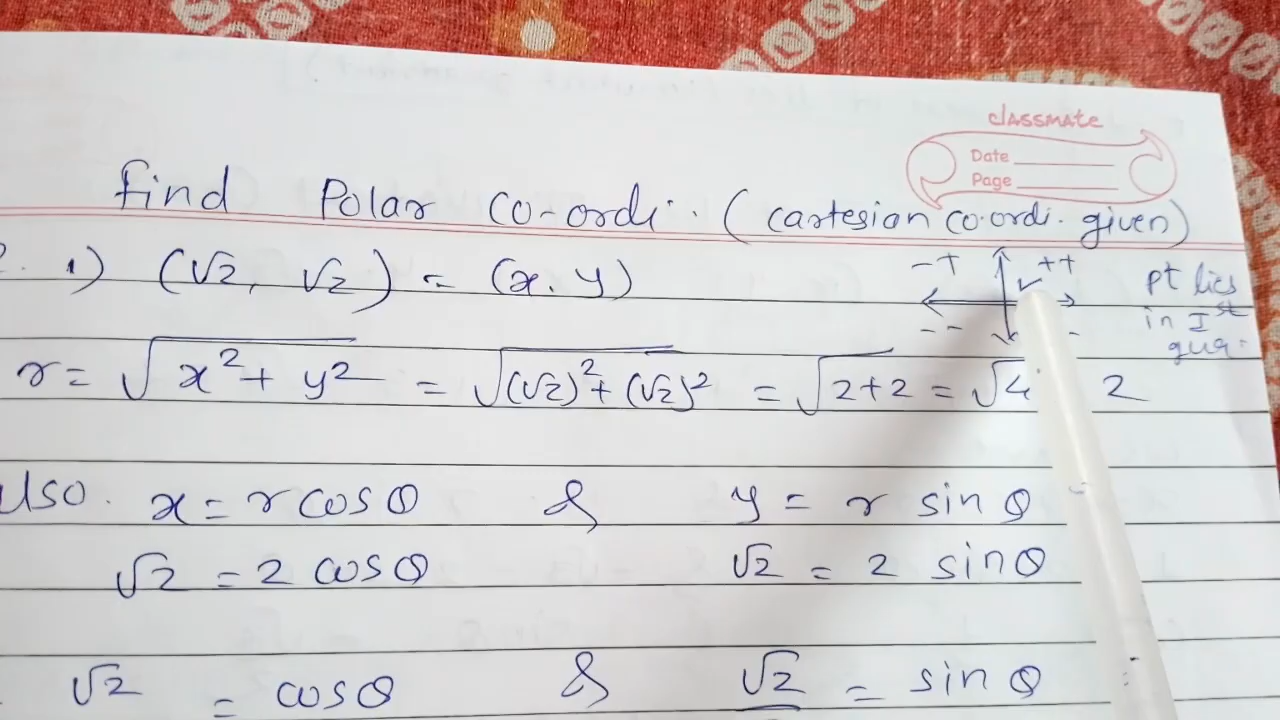 classmate
Date
Page
find Polar co-ordi.. (cartesian co.ordi. given)
1) (√2, √2) = (x.y)
- + + +
- - -
pt lies
in Ist
qua.
r = √x² + y² = √(√2)² + (√2)² = √2+2 = √4 2
Also. x = r cos θ & y = r sin θ
√2 = 2 cos θ √2 = 2 sin θ
√2 = cos θ & √2 = sin θ